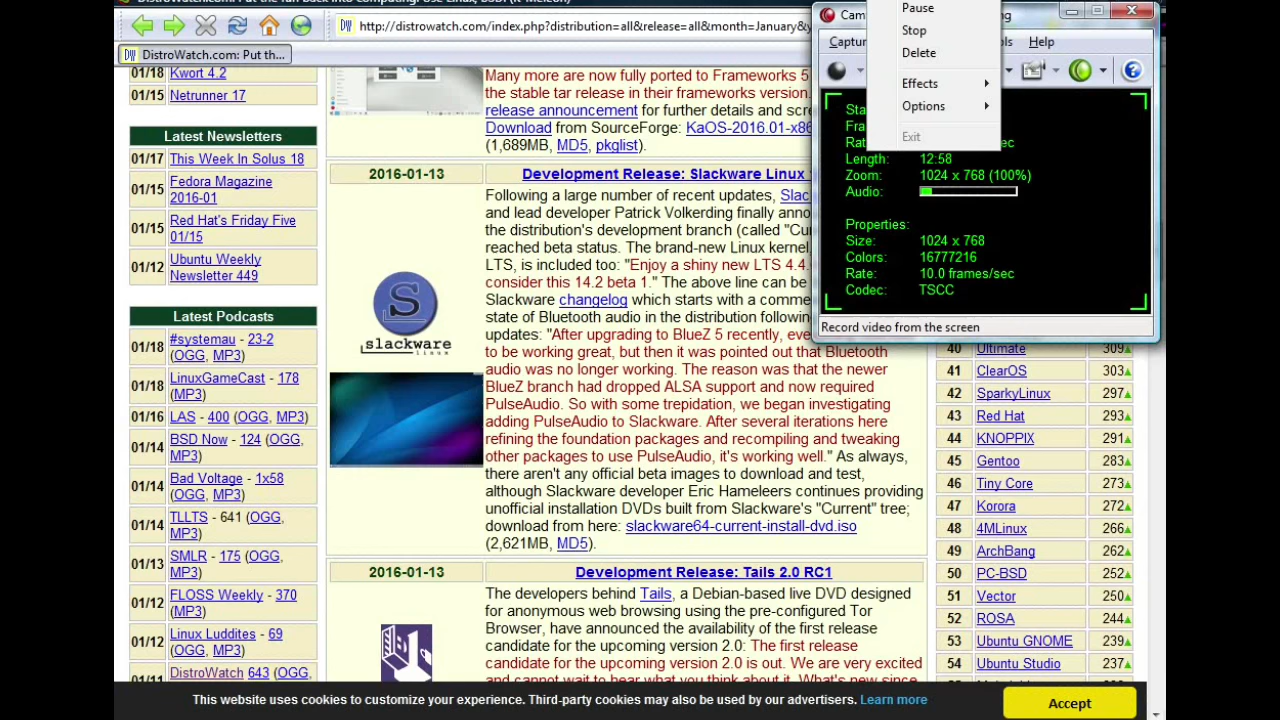 DistroWatch.com: Put the fun back into computing. Use Linux, BSD. (K-Meleon)
http://distrowatch.com/index.php?distribution=all&release=all&month=January&y
DistroWatch.com: Put th...
01/18 Kwort 4.2
01/15 Netrunner 17
Latest Newsletters
01/17 This Week In Solus 18
01/15 Fedora Magazine
2016-01
01/15 Red Hat's Friday Five
01/15
01/12 Ubuntu Weekly
Newsletter 449
Latest Podcasts
01/18 #systemau - 23-2
(OGG, MP3)
01/18 LinuxGameCast - 178
(MP3)
01/16 LAS - 400 (OGG, MP3)
01/14 BSD Now - 124 (OGG,
MP3)
01/14 Bad Voltage - 1x58
(OGG, MP3)
01/14 TLLTS - 641 (OGG,
MP3)
01/13 SMLR - 175 (OGG,
MP3)
01/12 FLOSS Weekly - 370
(MP3)
01/12 Linux Luddites - 69
(OGG, MP3)
01/11 DistroWatch 643 (OGG,
Many more are now fully ported to Frameworks 5
the stable tar release in their frameworks version.
release announcement for further details and scre
Download from SourceForge: KaOS-2016.01-x86
(1,689MB, MD5, pkglist).
2016-01-13
Development Release: Slackware Linux
Following a large number of recent updates, Slac
and lead developer Patrick Volkerding finally anno
the distribution's development branch (called "Cu
reached beta status. The brand-new Linux kernel
LTS, is included too: "Enjoy a shiny new LTS 4.4.
consider this 14.2 beta 1." The above line can be
Slackware changelog which starts with a comme
state of Bluetooth audio in the distribution following
updates: "After upgrading to BlueZ 5 recently, eve
to be working great, but then it was pointed out that Bluetooth
audio was no longer working. The reason was that the newer
BlueZ branch had dropped ALSA support and now required
PulseAudio. So with some trepidation, we began investigating
adding PulseAudio to Slackware. After several iterations here
refining the foundation packages and recompiling and tweaking
other packages to use PulseAudio, it's working well." As always,
there aren't any official beta images to download and test,
although Slackware developer Eric Hameleers continues providing
unofficial installation DVDs built from Slackware's "Current" tree;
download from here: slackware64-current-install-dvd.iso
(2,621MB, MD5).
S
slackware
linux
2016-01-13
Development Release: Tails 2.0 RC1
The developers behind Tails, a Debian-based live DVD designed
for anonymous web browsing using the pre-configured Tor
Browser, have announced the availability of the first release
candidate for the upcoming version 2.0: The first release
candidate for the upcoming version 2.0 is out. We are very excited
and cannot wait to hear what you think about it. What's new since
Cam
ng
Captur
ols
Help
Pause
Stop
Delete
Effects
Options
Exit
Sta
Fra
Rat
ec
Length: 12:58
Zoom: 1024 x 768 (100%)
Audio:
Properties:
Size: 1024 x 768
Colors: 16777216
Rate: 10.0 frames/sec
Codec: TSCC
Record video from the screen
40 Ultimate 309
41 ClearOS 303
42 SparkyLinux 297
43 Red Hat 293
44 KNOPPIX 291
45 Gentoo 283
46 Tiny Core 273
47 Korora 272
48 4MLinux 266
49 ArchBang 262
50 PC-BSD 252
51 Vector 250
52 ROSA 244
53 Ubuntu GNOME 239
54 Ubuntu Studio 237
This website uses cookies to customize your experience. Third-party cookies may also be used by our advertisers. Learn more
Accept